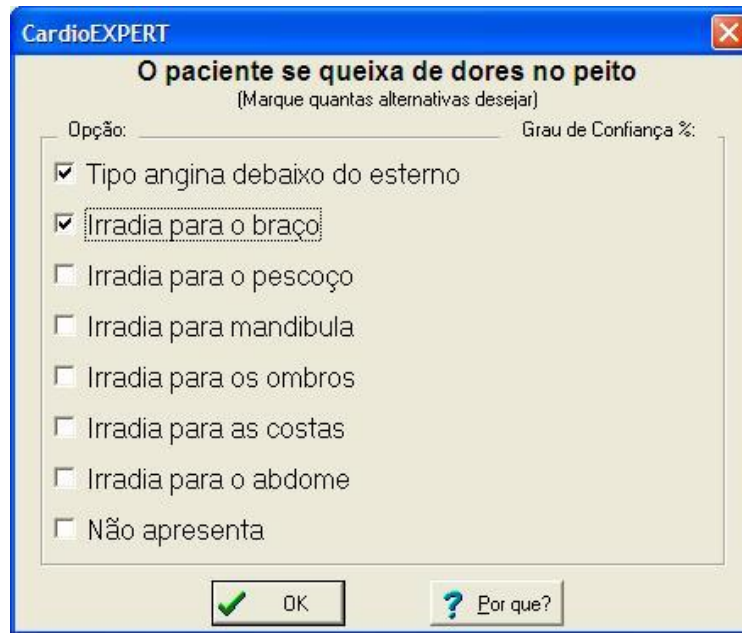 CardioEXPERT
O paciente se queixa de dores no peito
(Marque quantas alternativas desejar)
Opção: Grau de Confiança %:
Tipo angina debaixo do esterno
Irradia para o braço
Irradia para o pescoço
Irradia para mandibula
Irradia para os ombros
Irradia para as costas
Irradia para o abdome
Não apresenta
OK ? Por que?